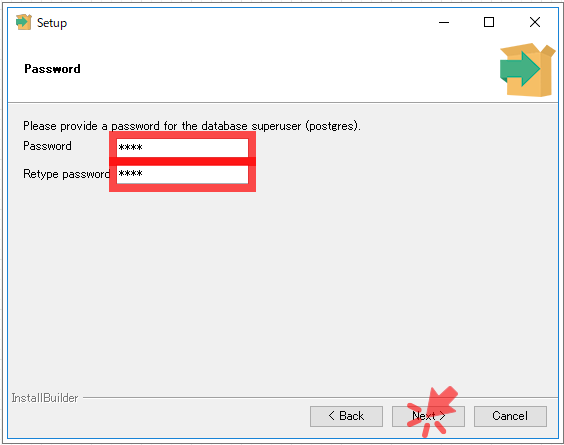 Setup
Password
Please provide a password for the database superuser (postgres).
Password ****
Retype password ****
InstallBuilder
< Back Next > Cancel